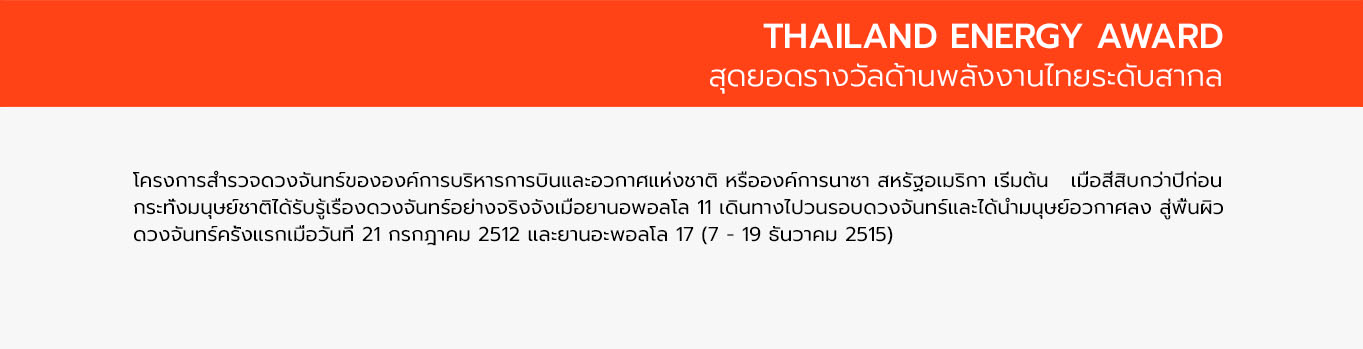 THAILAND ENERGY AWARD
สุดยอดรางวัลด้านพลังงานไทยระดับสากล
โครงการสำรวจดวงจันทร์ขององค์การบริหารการบินและอวกาศแห่งชาติ หรือองค์การนาซา สหรัฐอเมริกา เริ่มต้น เมื่อสี่สิบกว่าปีก่อน
กระทั่งมนุษย์ชาติได้รับรู้เรื่องดวงจันทร์อย่างจริงจังเมื่อยานอพอลโล 11 เดินทางไปวนรอบดวงจันทร์และได้นำมนุษย์อวกาศลง สู่พื้นผิว
ดวงจันทร์ครั้งแรกเมื่อวันที่ 21 กรกฎาคม 2512 และยานอะพอลโล 17 (7 - 19 ธันวาคม 2515)